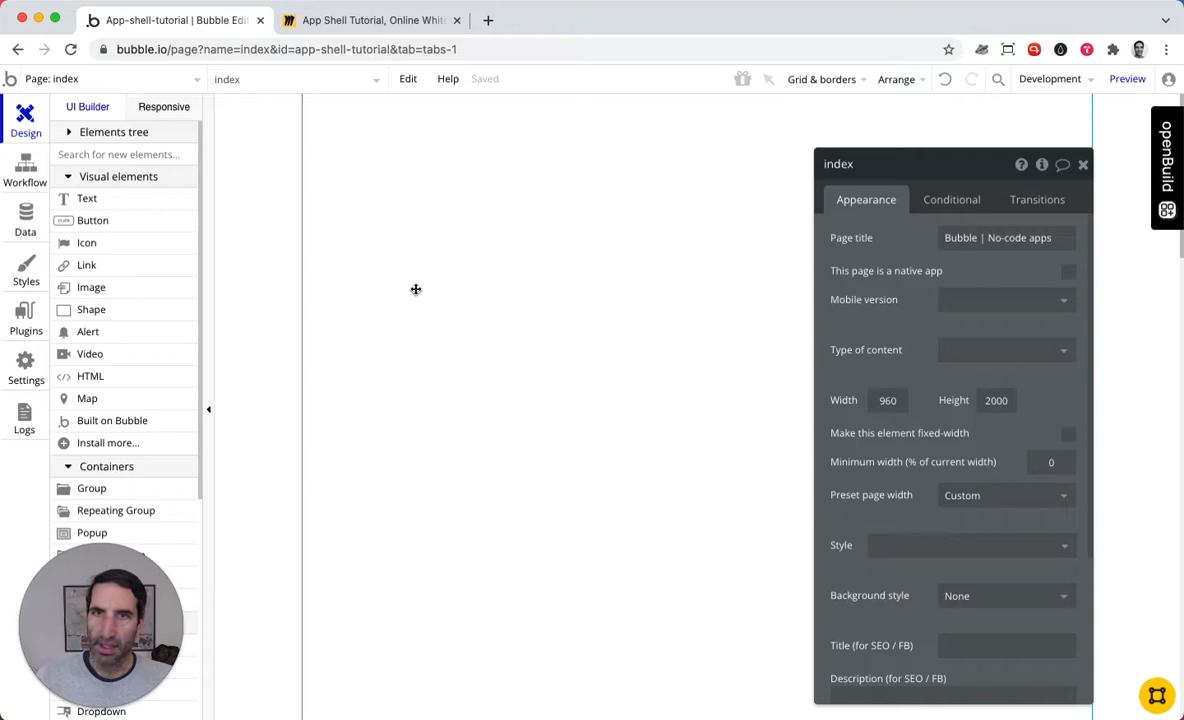 App-shell-tutorial | Bubble Edi
App Shell Tutorial, Online White
bubble.io/page?name=index&id=app-shell-tutorial&tab=tabs-1
Page: index
index
Edit
Help
Saved
Grid & borders
Arrange
Development
Preview
Design
Workflow
Data
Styles
Plugins
Settings
Logs
UI Builder
Responsive
Elements tree
Search for new elements...
Visual elements
Text
CLICK
Button
Icon
Link
Image
Shape
Alert
Video
</> HTML
Map
Built on Bubble
Install more...
Containers
Group
Repeating Group
Popup
Dropdown
index
Appearance
Conditional
Transitions
Page title
Bubble | No-code apps
This page is a native app
Mobile version
Type of content
Width
960
Height
2000
Make this element fixed-width
Minimum width (% of current width)
0
Preset page width
Custom
Style
Background style
None
Title (for SEO / FB)
Description (for SEO / FB)
openBuild